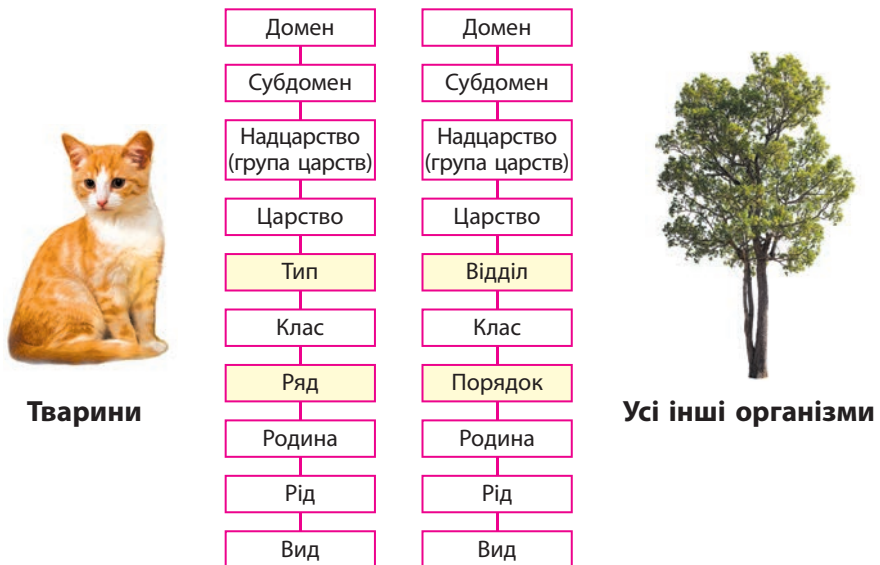 Домен
Субдомен
Надцарство
(група царств)
Царство
Тип
Клас
Ряд
Родина
Рід
Вид
Домен
Субдомен
Надцарство
(група царств)
Царство
Відділ
Клас
Порядок
Родина
Рід
Вид
Тварини
Усі інші організми